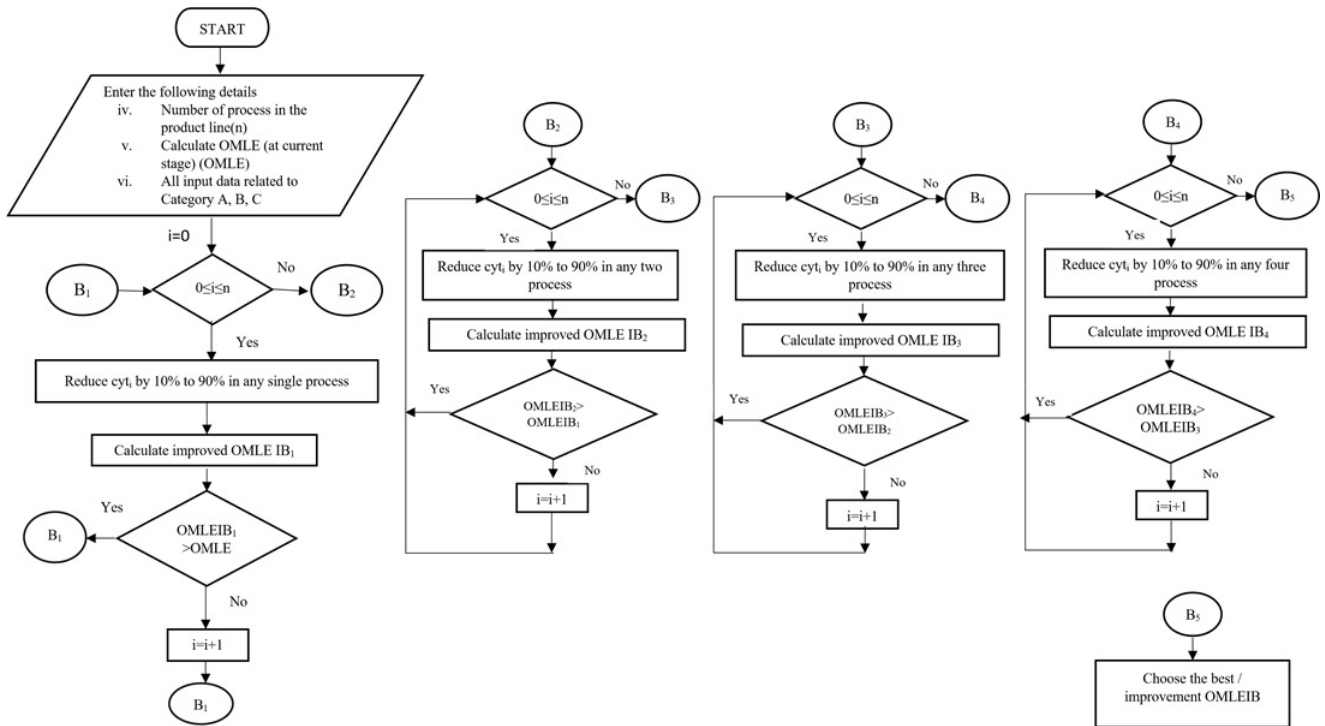 START
Enter the following details
iv. Number of process in the
product line(n)
v. Calculate OMLE (at current
stage) (OMLE)
vi. All input data related to
Category A, B, C
i=0
B₁
0≤i≤n
No
B₂
Yes
Reduce cytᵢ by 10% to 90% in any single process
Calculate improved OMLE IB₁
Yes
B₁
OMLEIB₁
>OMLE
No
i=i+1
B₁
B₂
0≤i≤n
No
B₃
Yes
Reduce cytᵢ by 10% to 90% in any two
process
Calculate improved OMLE IB₂
Yes
OMLEIB₂>
OMLEIB₁
No
i=i+1
B₃
0≤i≤n
No
B₄
Yes
Reduce cytᵢ by 10% to 90% in any three
process
Calculate improved OMLE IB₃
Yes
OMLEIB₃>
OMLEIB₂
No
i=i+1
B₄
0≤i≤n
No
B₅
Yes
Reduce cytᵢ by 10% to 90% in any four
process
Calculate improved OMLE IB₄
Yes
OMLEIB₄>
OMLEIB₃
No
i=i+1
B₅
Choose the best /
improvement OMLEIB